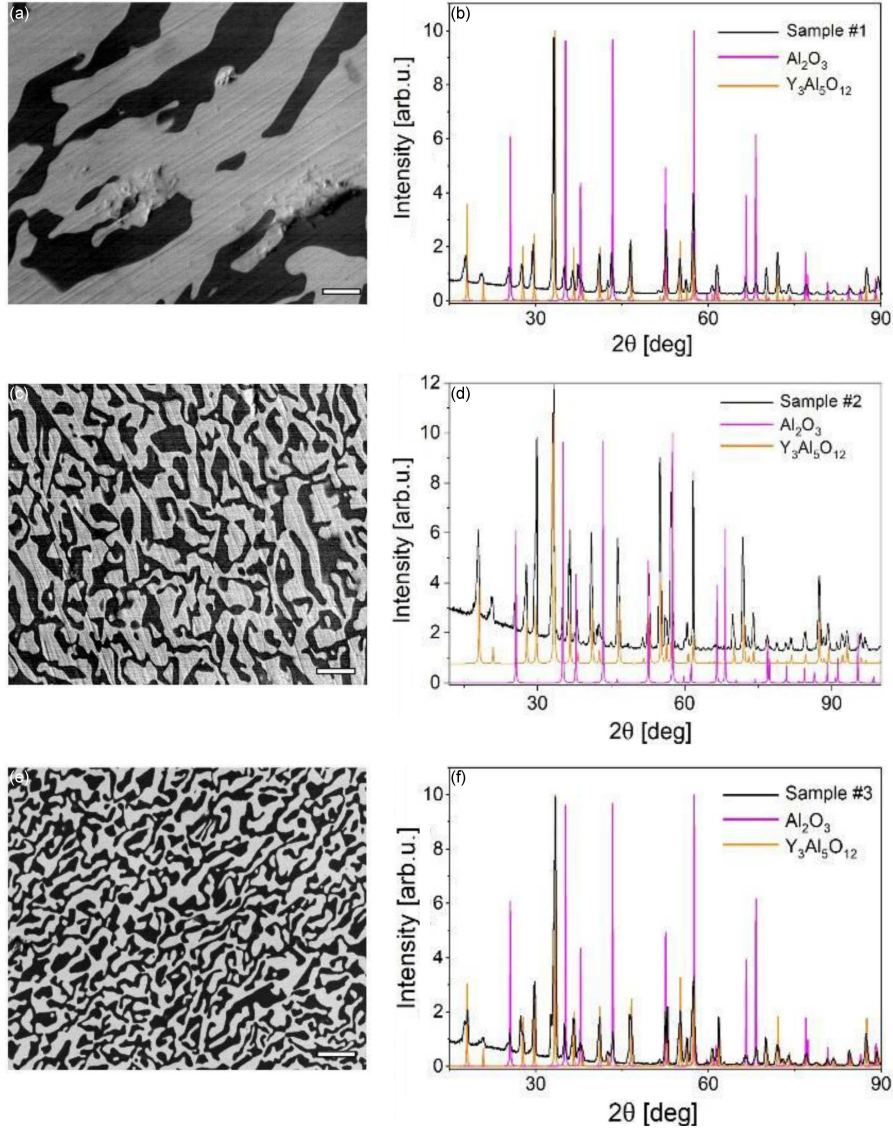 (a)
(b)
Sample #1
Al₂O₃
Y₃Al₅O₁₂
Intensity [arb.u.]
10
8
6
4
2
0
30
60
90
2θ [deg]
(c)
(d)
Sample #2
Al₂O₃
Y₃Al₅O₁₂
Intensity [arb.u.]
12
10
8
6
4
2
0
30
60
90
2θ [deg]
(e)
(f)
Sample #3
Al₂O₃
Y₃Al₅O₁₂
Intensity [arb.u.]
10
8
6
4
2
0
30
60
90
2θ [deg]